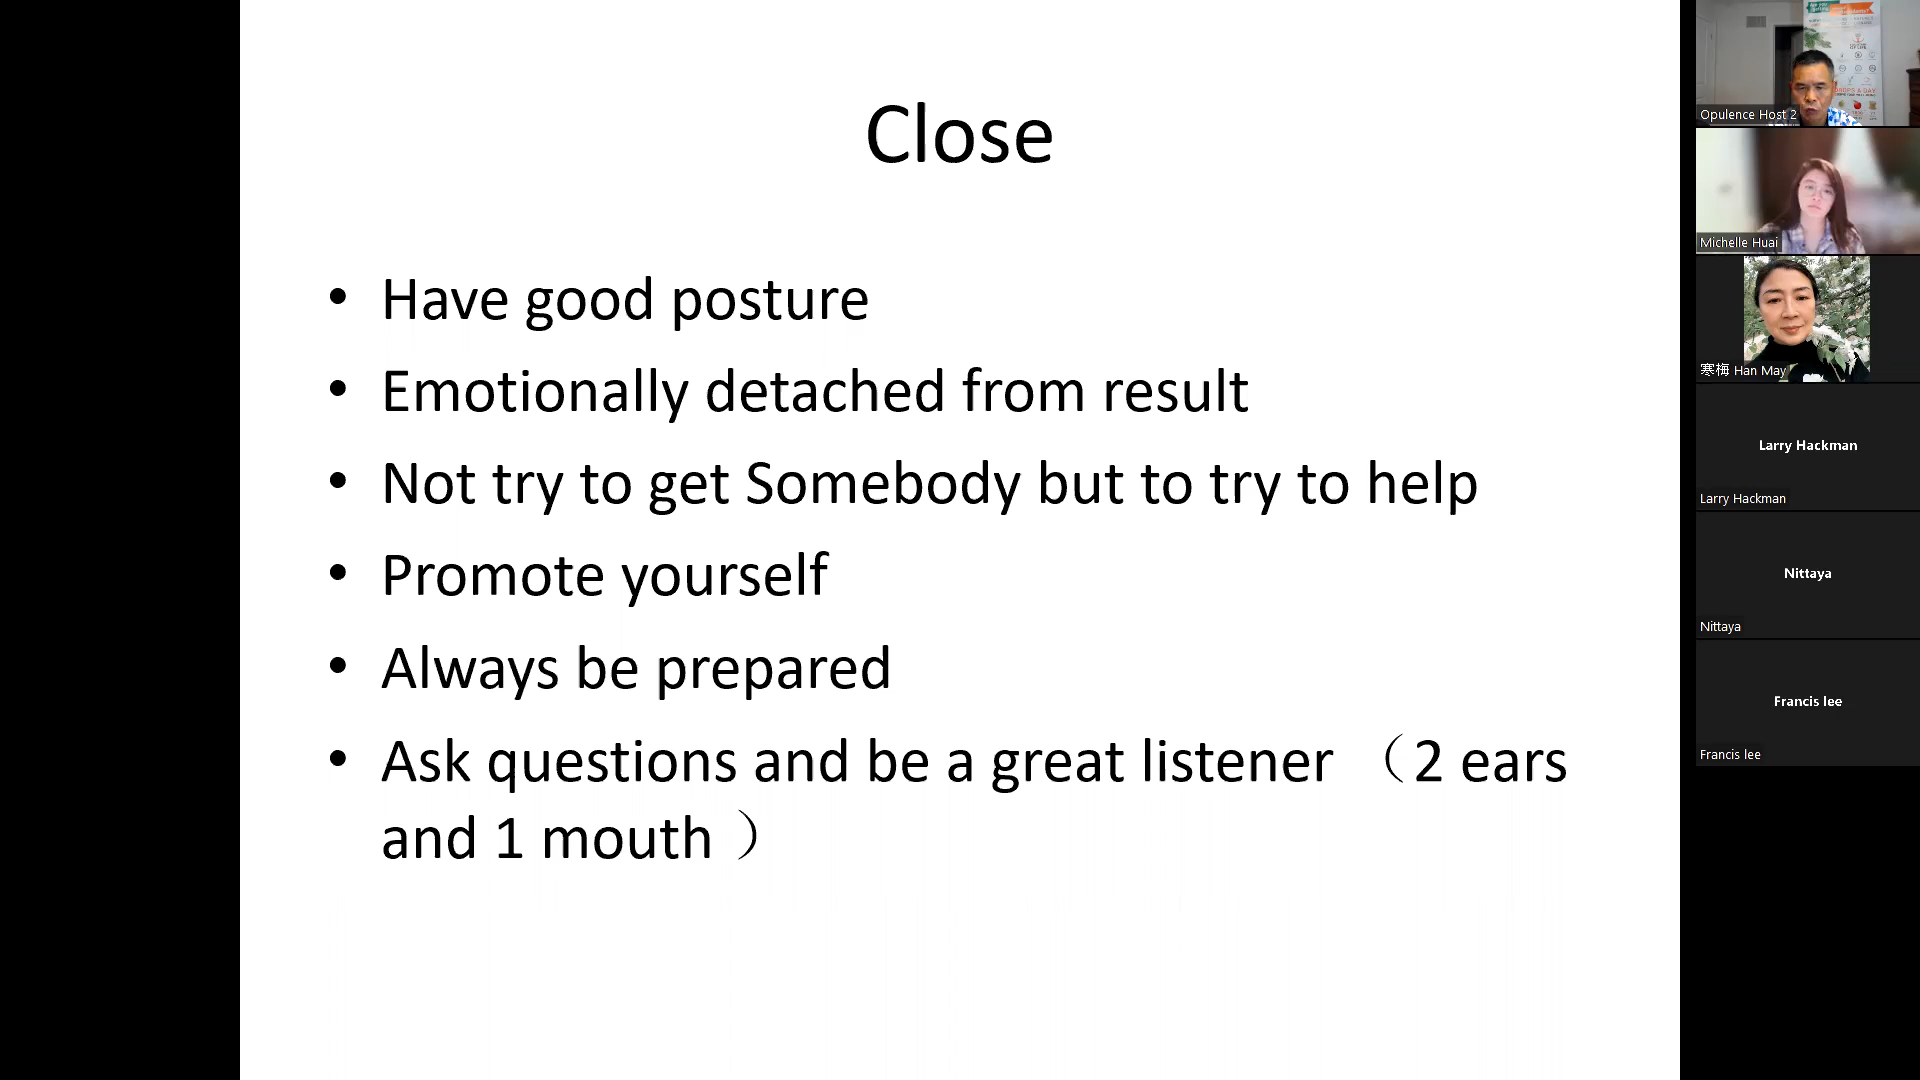 Close
• Have good posture
• Emotionally detached from result
• Not try to get Somebody but to try to help
• Promote yourself
• Always be prepared
• Ask questions and be a great listener （2 ears
and 1 mouth ）
Opulence Host 2
Michelle Huai
寒梅 Han May
Larry Hackman
Larry Hackman
Nittaya
Nittaya
Francis lee
Francis lee